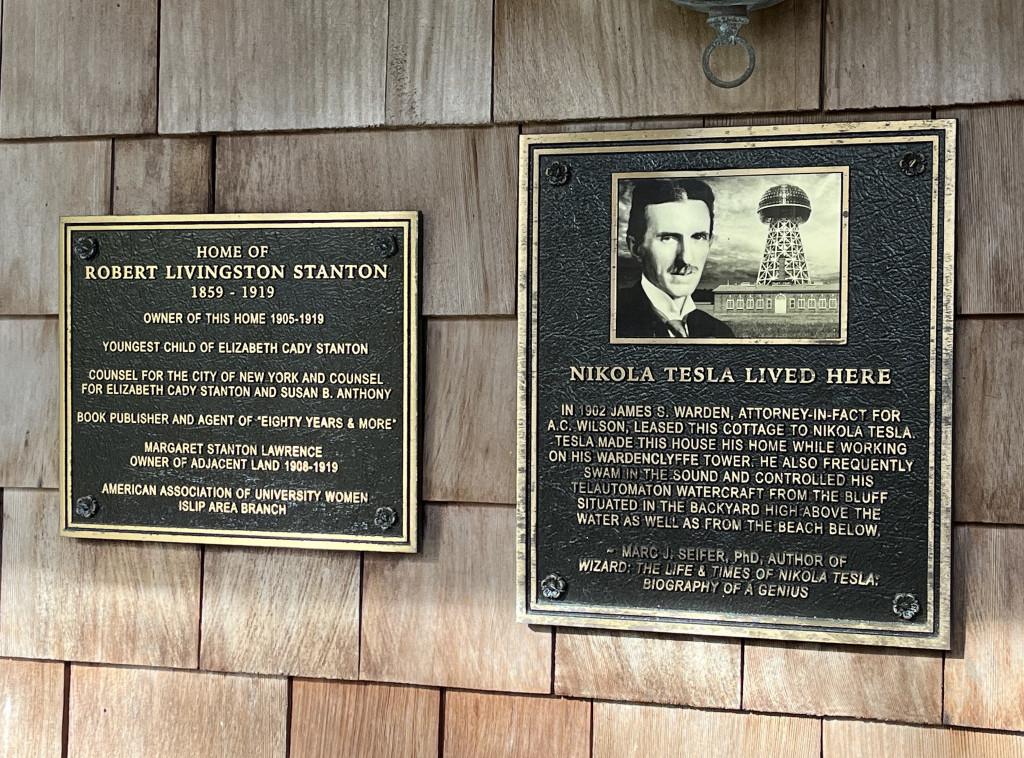 HOME OF
ROBERT LIVINGSTON STANTON
1859 - 1919
OWNER OF THIS HOME 1905-1919
YOUNGEST CHILD OF ELIZABETH CADY STANTON
COUNSEL FOR THE CITY OF NEW YORK AND COUNSEL
FOR ELIZABETH CADY STANTON AND SUSAN B. ANTHONY
BOOK PUBLISHER AND AGENT OF "EIGHTY YEARS & MORE"
MARGARET STANTON LAWRENCE
OWNER OF ADJACENT LAND 1908-1919
AMERICAN ASSOCIATION OF UNIVERSITY WOMEN
ISLIP AREA BRANCH
NIKOLA TESLA LIVED HERE
IN 1902 JAMES S. WARDEN, ATTORNEY-IN-FACT FOR
A.C. WILSON, LEASED THIS COTTAGE TO NIKOLA TESLA.
TESLA MADE THIS HOUSE HIS HOME WHILE WORKING
ON HIS WARDENCLYFFE TOWER. HE ALSO FREQUENTLY
SWAM IN THE SOUND AND CONTROLLED HIS
TELAUTOMATON WATERCRAFT FROM THE BLUFF
SITUATED IN THE BACKYARD HIGH ABOVE THE
WATER AS WELL AS FROM THE BEACH BELOW.
~ MARC J. SEIFER, PhD, AUTHOR OF
WIZARD: THE LIFE & TIMES OF NIKOLA TESLA:
BIOGRAPHY OF A GENIUS